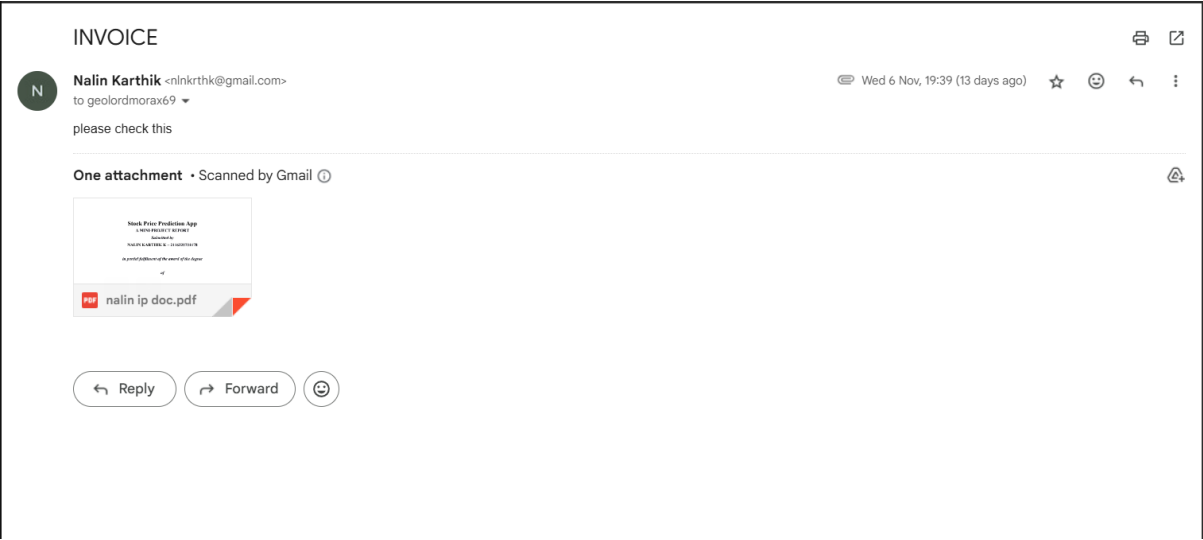 INVOICE
Nalin Karthik <nlnkrthk@gmail.com>
Wed 6 Nov, 19:39 (13 days ago)
N
to geolordmorax69
please check this
One attachment • Scanned by Gmail
Stock Price Prediction App
A MINI-PROJECT REPORT
Submitted by
in partial fulfilment of the award of the degree
of
PDF nalin ip doc.pdf
Reply Forward